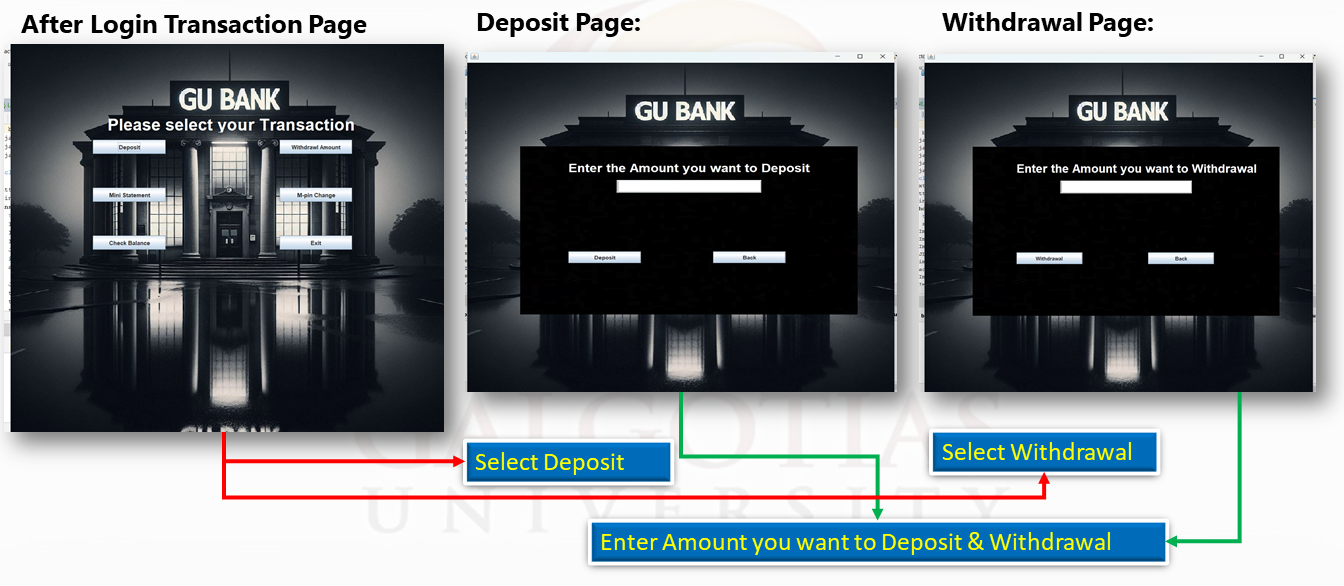 After Login Transaction Page
Deposit Page:
Withdrawal Page:
GU BANK
Please select your Transaction
Deposit
Withdrawl Amount
Mini Statement
M-pin Change
Check Balance
Exit
GU BANK
Enter the Amount you want to Deposit
Deposit
Back
GU BANK
Enter the Amount you want to Withdrawal
Withdrawal
Back
Select Deposit
Select Withdrawal
Enter Amount you want to Deposit & Withdrawal
GALGOTIAS
UNIVERSITY